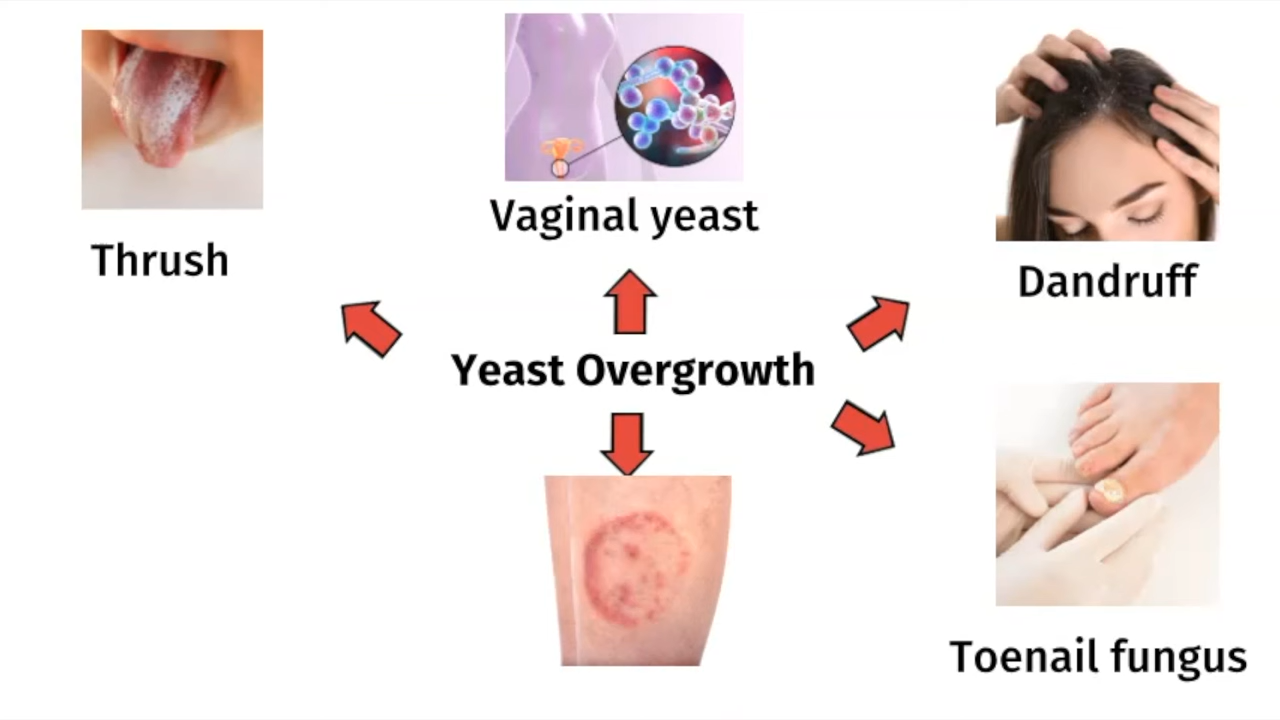 Thrush
Vaginal yeast
Dandruff
Yeast Overgrowth
Toenail fungus